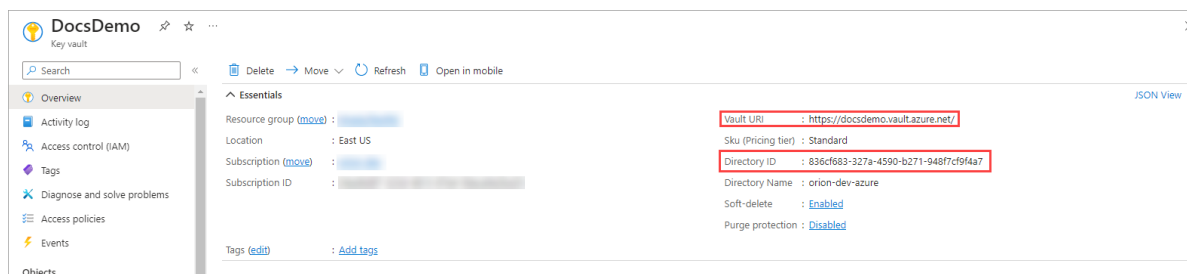 DocsDemo
Key vault
Search
Delete Move Refresh Open in mobile
Overview
Activity log
Access control (IAM)
Tags
Diagnose and solve problems
Access policies
Events
Objects
Essentials
JSON View
Resource group (move) :
Location : East US
Subscription (move) :
Subscription ID :
Vault URI : https://docsdemo.vault.azure.net/
Sku (Pricing tier) : Standard
Directory ID : 836cf683-327a-4590-b271-948f7cf9f4a7
Directory Name : orion-dev-azure
Soft-delete : Enabled
Purge protection : Disabled
Tags (edit) : Add tags